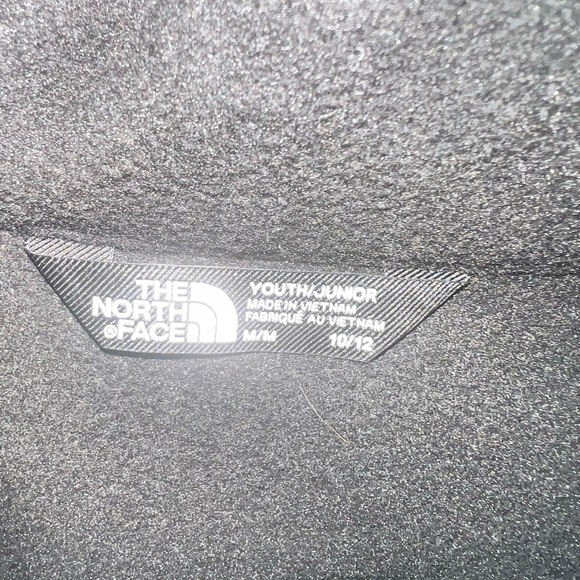 THE
NORTH
FACE
YOUTH/JUNIOR
MADE IN VIETNAM
FABRIQUÉ AU VIETNAM
M/M 10/12